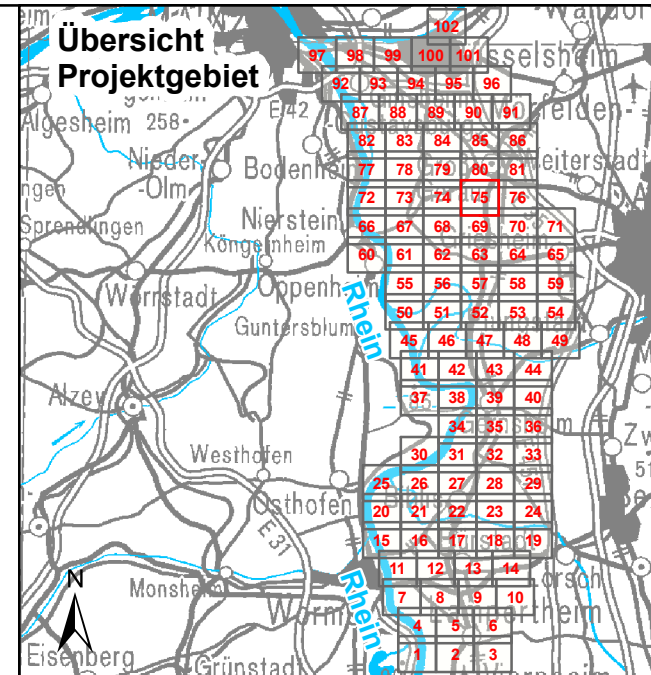 Übersicht
Projektgebiet
102
97 98 99 100 101
sselsheim
92 93 94 95 96
E 42
87 88 89 90 91
Algesheim 258
82 83 84 85 86
Nieder-
-Olm
Bodenheim
77 78 79 80 81
Weiterstadt
72 73 74 75 76
Nierstein
Sprendlingen
66 67 68 69 70 71
Köngernheim
60 61 62 63 64 65
Wörrstadt
55 56 57 58 59
Rhein
50 51 52 53 54
Guntersblum
45 46 47 48 49
41 42 43 44
Alzey
37 38 39 40
34 35 36
Westhofen
30 31 32 33
25 26 27 28 29
Osthofen
20 21 22 23 24
E 31
15 16 17 18 19
11 12 13 14
Lorsch
Monsheim
Rhein
N
7 8 9 10
Worms
4 5 6
Eisenberg
Grünstadt
1 2 3